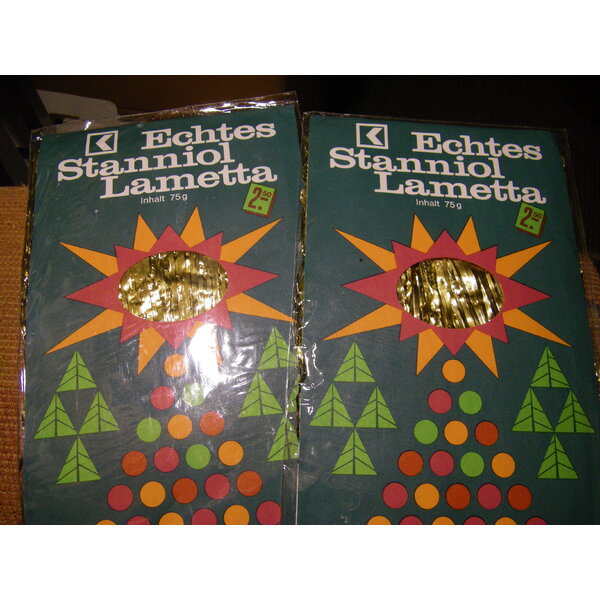 Echtes
Stanniol
Lametta
Inhalt 75g
2.50
Echtes
Stanniol
Lametta
Inhalt 75g
2.50